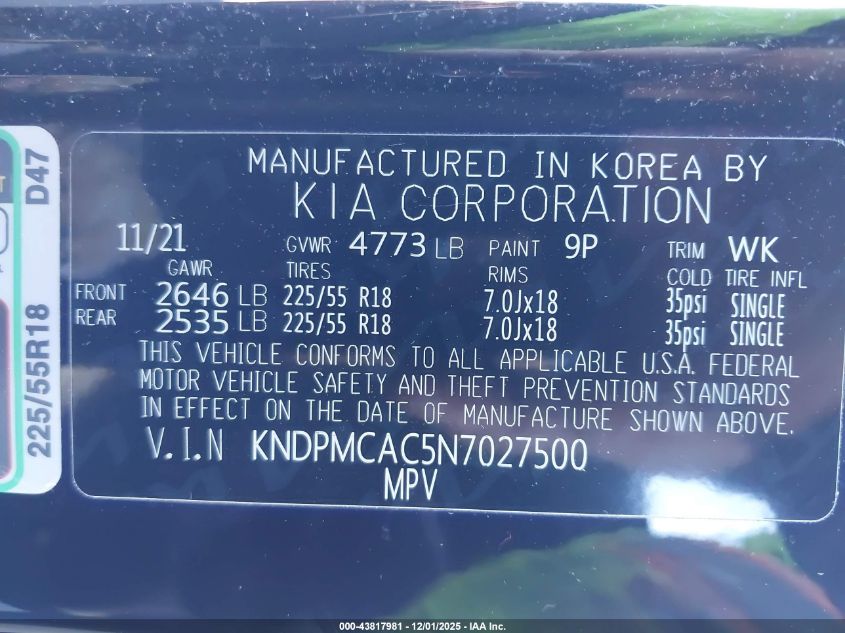 MANUFACTURED IN KOREA BY
KIA CORPORATION
11/21 GVWR 4773 LB PAINT 9P TRIM WK
GAWR TIRES RIMS COLD TIRE INFL
FRONT 2646 LB 225/55 R18 7.0Jx18 35psi SINGLE
REAR 2535 LB 225/55 R18 7.0Jx18 35psi SINGLE
THIS VEHICLE CONFORMS TO ALL APPLICABLE U.S.A. FEDERAL
MOTOR VEHICLE SAFETY AND THEFT PREVENTION STANDARDS
IN EFFECT ON THE DATE OF MANUFACTURE SHOWN ABOVE.
V.I.N KNDPMCAC5N7027500
MPV
225/55R18 D47
000-43817981 - 12/01/2025 - IAA Inc.